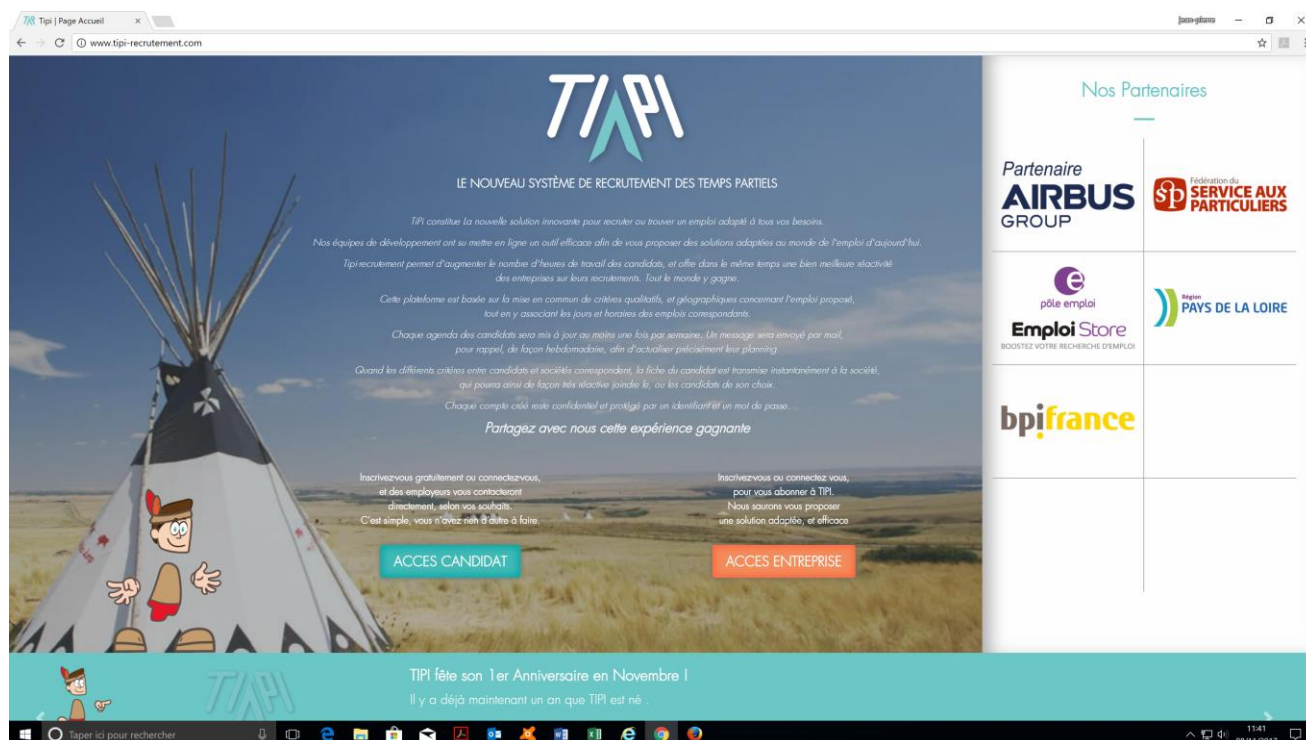 Tipi | Page Accueil
www.tipi-recrutement.com
TIPI
LE NOUVEAU SYSTÈME DE RECRUTEMENT DES TEMPS PARTIELS
TiPi constitue La nouvelle solution innovante pour recruter ou trouver un emploi adapté à tous vos besoins.
Nos équipes de développement ont su mettre en ligne un outil efficace afin de vous proposer des solutions adaptées au monde de l'emploi d'aujourd'hui.
Tipi-recrutement permet d'augmenter le nombre d'heures de travail des candidats, et offre dans le même temps une bien meilleure réactivité
des entreprises sur leurs recrutements. Tout le monde y gagne.
Cette plateforme est basée sur la mise en commun de critères qualitatifs, et géographiques concernant l'emploi proposé,
tout en y associant les jours et horaires des emplois correspondants.
Chaque agenda des candidats sera mis à jour au moins une fois par semaine. Un message sera envoyé par mail,
pour rappel, de façon hebdomadaire, afin d'actualiser précisément leur planning
Quand les différents critères entre candidats et sociétés correspondent, la fiche du candidat est transmise instantanément à la société,
qui pourra ainsi de façon très réactive joindre le, ou les candidats de son choix.
Chaque compte créé reste confidentiel et protégé par un identifiant et un mot de passe...
Partagez avec nous cette expérience gagnante
Inscrivez-vous gratuitement ou connectez-vous,
et des employeurs vous contacteront
directement, selon vos souhaits.
C'est simple, vous n'avez rien d'autre à faire.
ACCES CANDIDAT
Inscrivez-vous ou connectez vous,
pour vous abonner à TIPI.
Nous saurons vous proposer
une solution adaptée, et efficace
ACCES ENTREPRISE
Nos Partenaires
Partenaire
AIRBUS
GROUP
sp
Fédération du
SERVICE AUX
PARTICULIERS
pôle emploi
Emploi Store
BOOSTEZ VOTRE RECHERCHE D'EMPLOI
Région
PAYS DE LA LOIRE
bpifrance
TIPI
TIPI fête son 1er Anniversaire en Novembre !
Il y a déjà maintenant un an que TIPI est né .
Taper ici pour rechercher
11:41